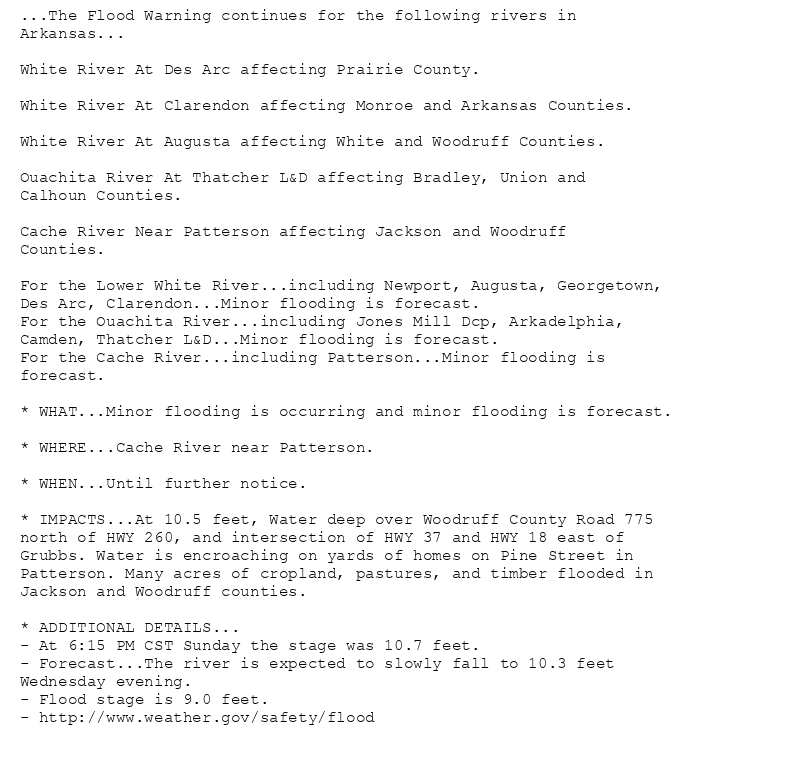 ...The Flood Warning continues for the following rivers in
Arkansas...
White River At Des Arc affecting Prairie County.
White River At Clarendon affecting Monroe and Arkansas Counties.
White River At Augusta affecting White and Woodruff Counties.
Ouachita River At Thatcher L&D affecting Bradley, Union and
Calhoun Counties.
Cache River Near Patterson affecting Jackson and Woodruff
Counties.
For the Lower White River...including Newport, Augusta, Georgetown,
Des Arc, Clarendon...Minor flooding is forecast.
For the Ouachita River...including Jones Mill Dcp, Arkadelphia,
Camden, Thatcher L&D...Minor flooding is forecast.
For the Cache River...including Patterson...Minor flooding is
forecast.
* WHAT...Minor flooding is occurring and minor flooding is forecast.
* WHERE...Cache River near Patterson.
* WHEN...Until further notice.
* IMPACTS...At 10.5 feet, Water deep over Woodruff County Road 775
north of HWY 260, and intersection of HWY 37 and HWY 18 east of
Grubbs. Water is encroaching on yards of homes on Pine Street in
Patterson. Many acres of cropland, pastures, and timber flooded in
Jackson and Woodruff counties.
* ADDITIONAL DETAILS...
- At 6:15 PM CST Sunday the stage was 10.7 feet.
- Forecast...The river is expected to slowly fall to 10.3 feet
Wednesday evening.
- Flood stage is 9.0 feet.
- http://www.weather.gov/safety/flood